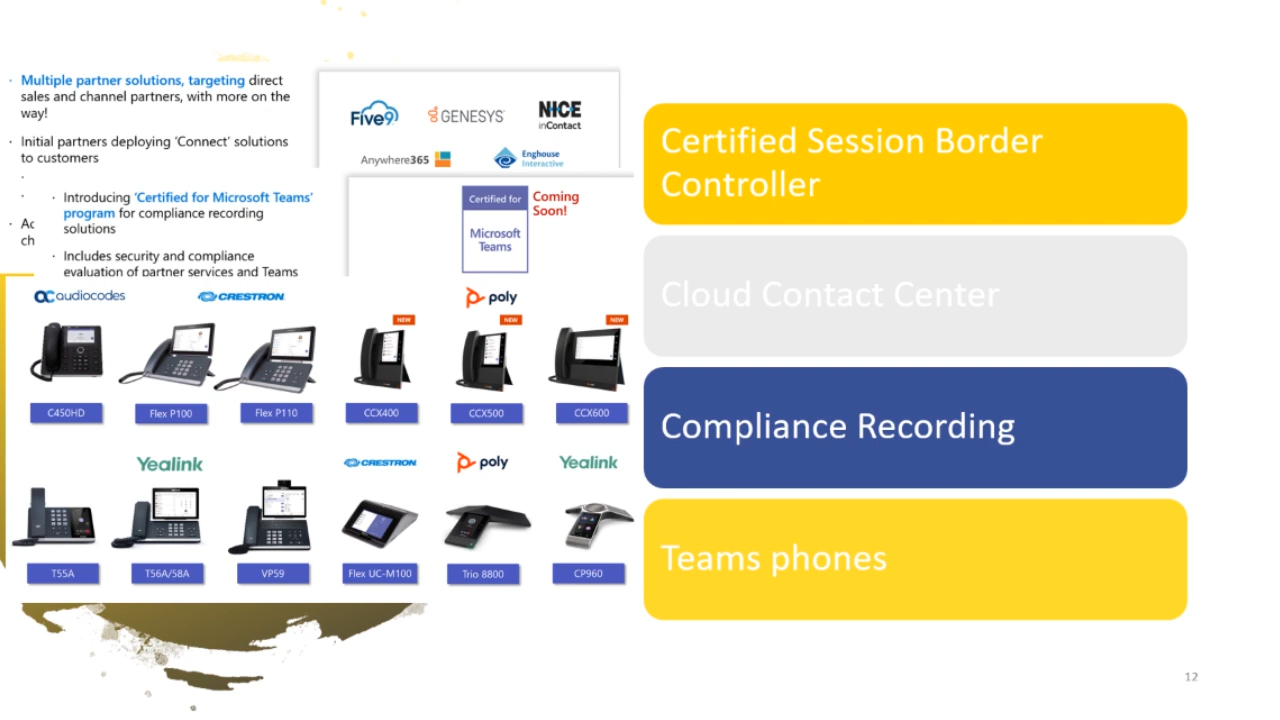 · Multiple partner solutions, targeting direct
sales and channel partners, with more on the
way!
· Initial partners deploying ‘Connect’ solutions
to customers
·
·
· Ac
ch
Five9
GENESYS
NICE
inContact
Anywhere365
Enghouse
Interactive
· Introducing ‘Certified for Microsoft Teams’
program for compliance recording
solutions
· Includes security and compliance
evaluation of partner services and Teams
Certified for
Microsoft
Teams
Coming
Soon!
audiocodes
CRESTRON
poly
NEW
NEW
NEW
C450HD
Flex P100
Flex P110
CCX400
CCX500
CCX600
Yealink
CRESTRON
poly
Yealink
T55A
T56A/58A
VP59
Flex UC-M100
Trio 8800
CP960
Certified Session Border
Controller
Cloud Contact Center
Compliance Recording
Teams phones
12